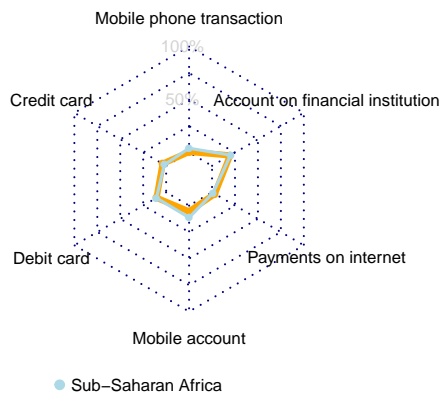 Mobile phone transaction
100%
Credit card
50%
Account on financial institution
Debit card
Payments on internet
Mobile account
Sub−Saharan Africa